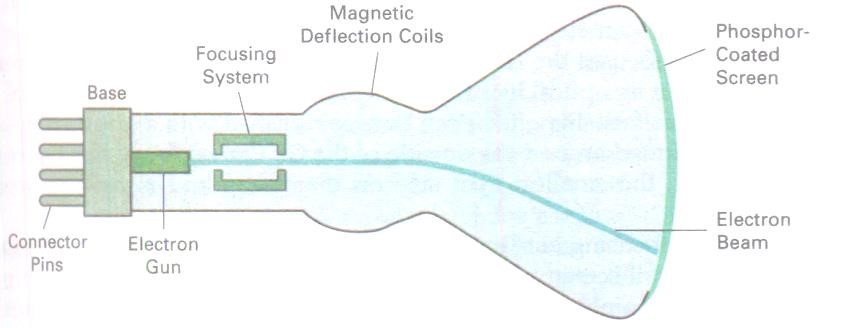 Magnetic
Deflection Coils
Phosphor-
Coated
Screen
Focusing
System
Base
Connector
Pins
Electron
Gun
Electron
Beam